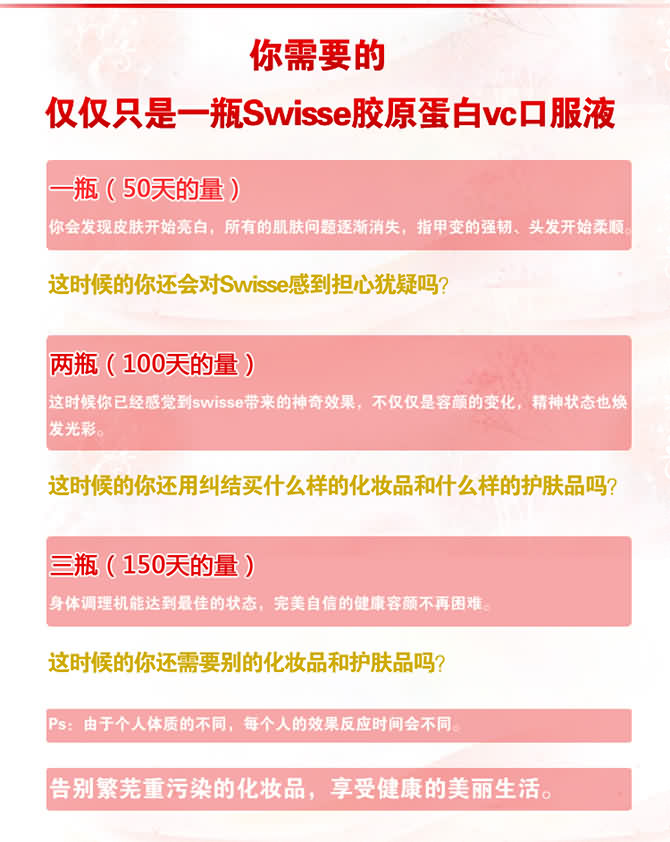 你需要的
仅仅只是一瓶Swisse胶原蛋白vc口服液
一瓶（50天的量）
你会发现皮肤开始亮白，所有的肌肤问题逐渐消失，指甲变的强韧、头发开始柔顺。
这时候的你还会对Swisse感到担心犹疑吗?
两瓶（100天的量）
这时候你已经感觉到swisse带来的神奇效果，不仅仅是容颜的变化，精神状态也焕
发光彩。
这时候的你还用纠结买什么样的化妆品和什么样的护肤品吗?
三瓶（150天的量）
身体调理机能达到最佳的状态，完美自信的健康容颜不再困难。
这时候的你还需要别的化妆品和护肤品吗?
Ps：由于个人体质的不同，每个人的效果反应时间会不同。
告别繁芜重污染的化妆品，享受健康的美丽生活。